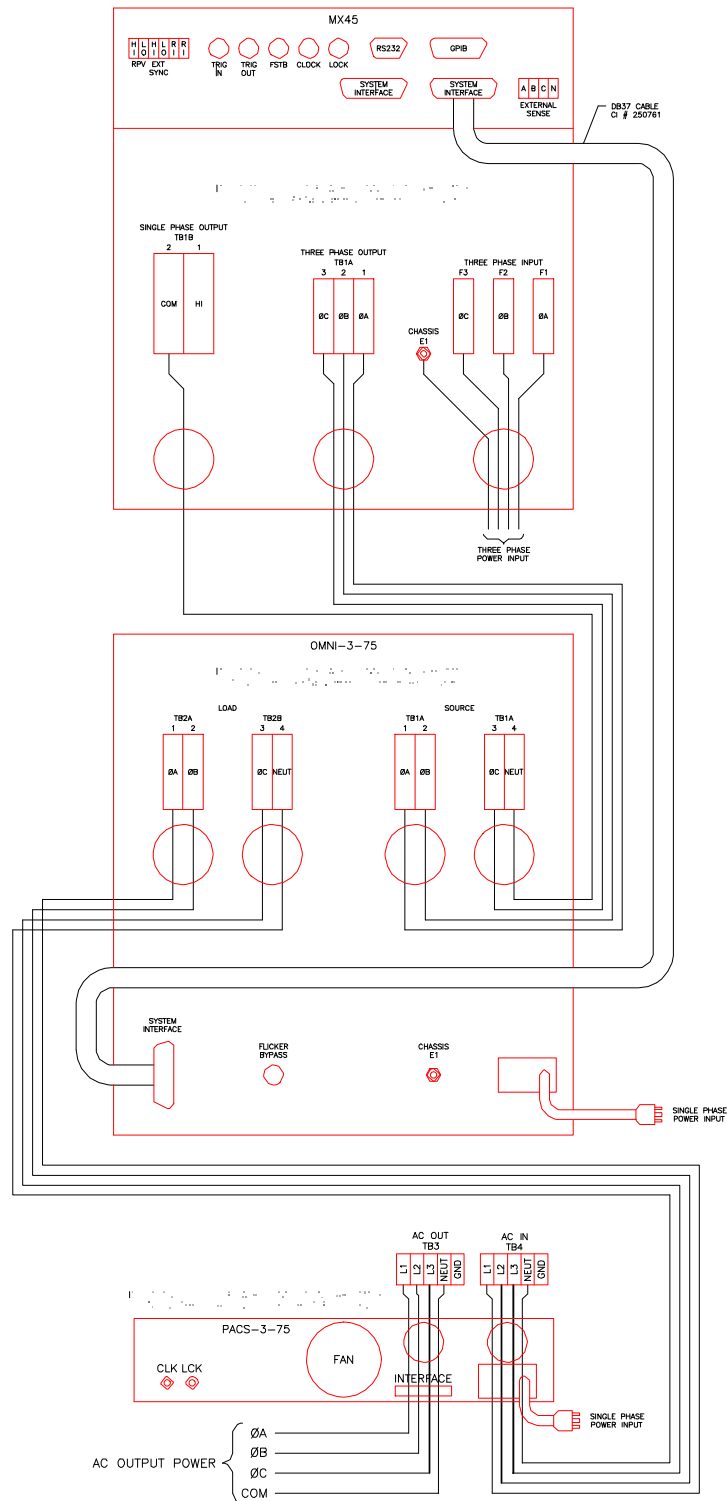 MX45
HI LO HI LO RI RI
RPV EXT SYNC
TRIG IN
TRIG OUT
FSTB
CLOCK
LOCK
RS232
GPIB
SYSTEM INTERFACE
SYSTEM INTERFACE
A B C N
EXTERNAL SENSE
DB37 CABLE
CI # 250761
SINGLE PHASE OUTPUT
TB1B
2 1
COM HI
THREE PHASE OUTPUT
TB1A
3 2 1
ØC ØB ØA
CHASSIS
E1
THREE PHASE INPUT
F3 F2 F1
ØC ØB ØA
THREE PHASE
POWER INPUT
OMNI-3-75
LOAD
SOURCE
TB2A
1 2
ØA ØB
TB2B
3 4
ØC NEUT
TB1A
1 2
ØA ØB
TB1A
3 4
ØC NEUT
SYSTEM
INTERFACE
FLICKER
BYPASS
CHASSIS
E1
SINGLE PHASE
POWER INPUT
AC OUT
TB3
L1 L2 L3 NEUT GND
AC IN
TB4
L1 L2 L3 NEUT GND
PACS-3-75
CLK LCK
FAN
INTERFACE
SINGLE PHASE
POWER INPUT
AC OUTPUT POWER
ØA
ØB
ØC
COM